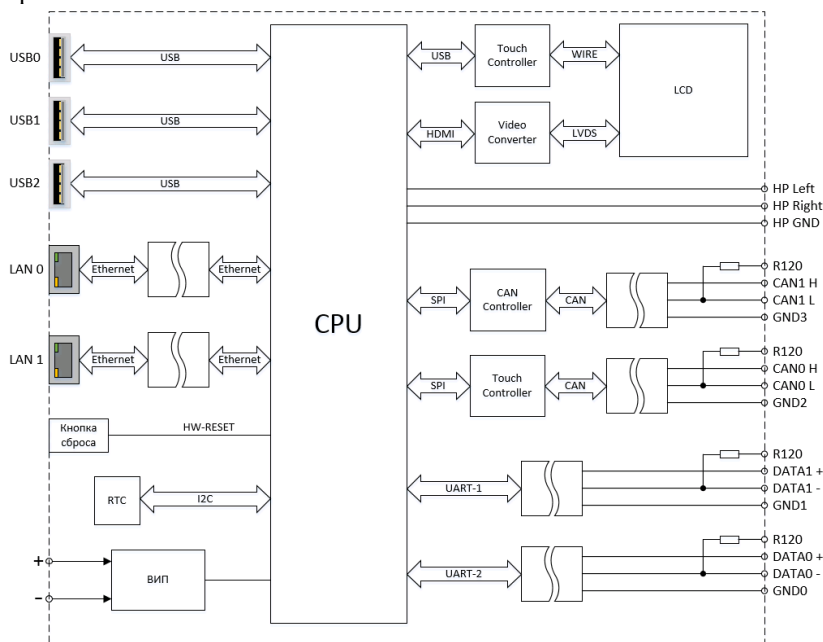 USB0
USB
USB1
USB
USB2
USB
LAN 0
Ethernet
Ethernet
LAN 1
Ethernet
Ethernet
Кнопка
сброса
HW-RESET
RTC
I2C
+
-
ВИП
CPU
USB
Touch
Controller
WIRE
LCD
HDMI
Video
Converter
LVDS
HP Left
HP Right
HP GND
SPI
CAN
Controller
CAN
R120
CAN1 H
CAN1 L
GND3
SPI
Touch
Controller
CAN
R120
CAN0 H
CAN0 L
GND2
UART-1
R120
DATA1 +
DATA1 -
GND1
UART-2
R120
DATA0 +
DATA0 -
GND0